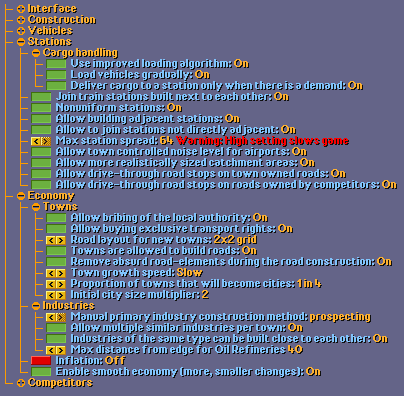 Interface
Construction
Vehicles
Stations
Cargo handling
Use improved loading algorithm: On
Load vehicles gradually: On
Deliver cargo to a station only when there is a demand: On
Join train stations built next to each other: On
Nonuniform stations: On
Allow building adjacent stations: On
Allow to join stations not directly adjacent: On
Max station spread: 64 Warning: High setting slows game
Allow town controlled noise level for airports: On
Allow more realistically sized catchment areas: On
Allow drive-through road stops on town owned roads: On
Allow drive-through road stops on roads owned by competitors: On
Economy
Towns
Allow bribing of the local authority: On
Allow buying exclusive transport rights: On
Road layout for new towns: 2x2 grid
Towns are allowed to build roads: On
Remove absurd road-elements during the road construction: On
Town growth speed: Slow
Proportion of towns that will become cities: 1 in 4
Initial city size multiplier: 2
Industries
Manual primary industry construction method: prospecting
Allow multiple similar industries per town: On
Industries of the same type can be built close to each other: On
Max distance from edge for Oil Refineries 40
Inflation: Off
Enable smooth economy (more, smaller changes): On
Competitors